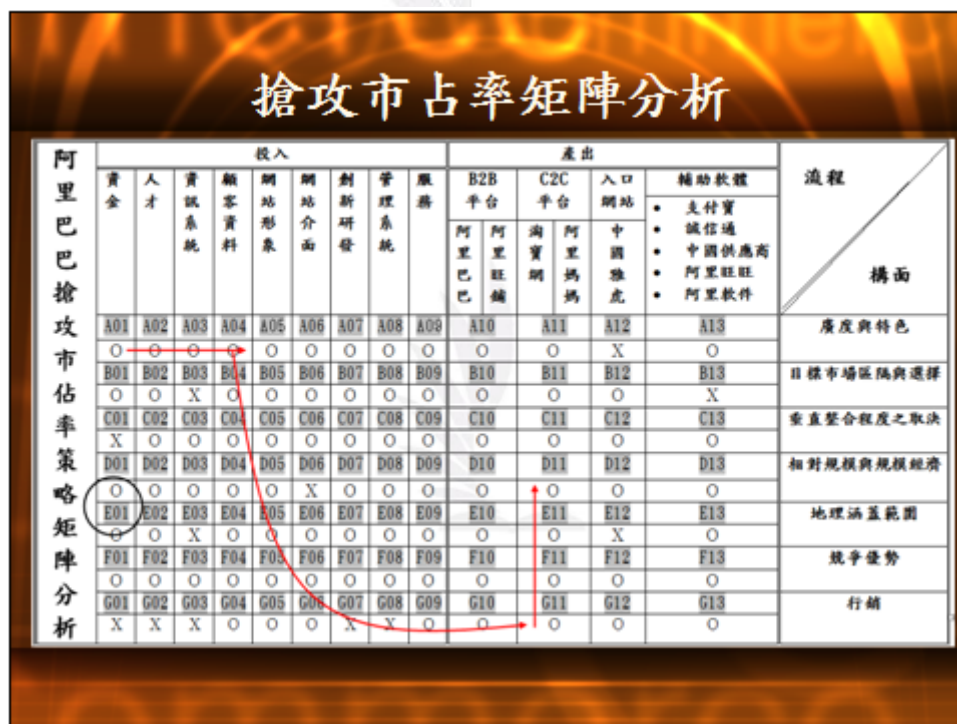 搶攻市占率矩陣分析
阿里巴巴搶攻市佔率策略矩陣分析
投入 產出 流程 構面
資金 人才 資訊系統 顧客資料 網站形象 網站介面 創新研發 管理系統 服務 B2B平台 C2C平台 入口網站 輔助軟體
阿里巴巴 阿里旺鋪 淘寶網 阿里媽媽 中國雅虎
• 支付寶
• 誠信通
• 中國供應商
• 阿里旺旺
• 阿里軟件
A01 A02 A03 A04 A05 A06 A07 A08 A09 A10 A11 A12 A13 廣度與特色
O O O O O O O O O O O X O
B01 B02 B03 B04 B05 B06 B07 B08 B09 B10 B11 B12 B13 目標市場區隔與選擇
O O X O O O O O O O O O X
C01 C02 C03 C04 C05 C06 C07 C08 C09 C10 C11 C12 C13 垂直整合程度之取決
X O O O O O O O O O O O O
D01 D02 D03 D04 D05 D06 D07 D08 D09 D10 D11 D12 D13 相對規模與規模經濟
O O O O O X O O O O O O O
E01 E02 E03 E04 E05 E06 E07 E08 E09 E10 E11 E12 E13 地理涵蓋範圍
O O X O O O O O O O O X O
F01 F02 F03 F04 F05 F06 F07 F08 F09 F10 F11 F12 F13 競爭優勢
O O O O O O O O O O O O O
G01 G02 G03 G04 G05 G06 G07 G08 G09 G10 G11 G12 G13 行銷
X X X O O O X X O O O O O